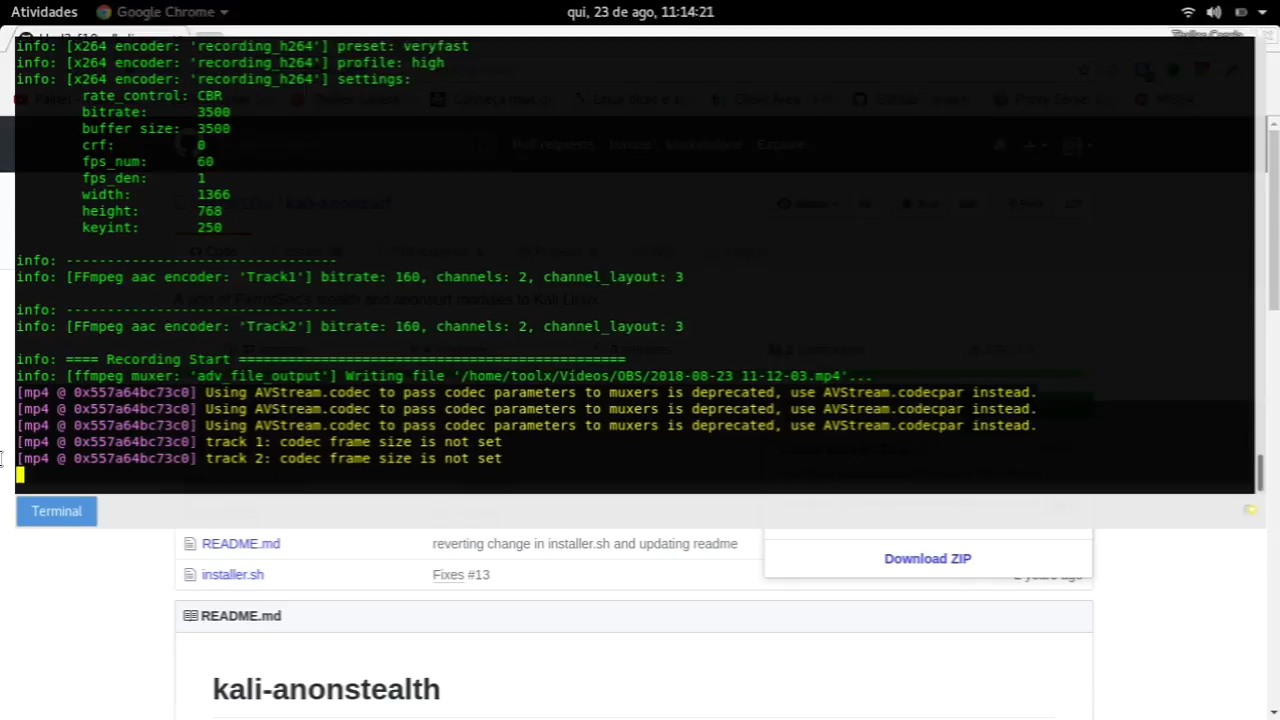 Atividades
Google Chrome
qui, 23 de ago, 11:14:21
info: [x264 encoder: 'recording_h264'] preset: veryfast
info: [x264 encoder: 'recording_h264'] profile: high
info: [x264 encoder: 'recording_h264'] settings:
rate_control: CBR
bitrate: 3500
buffer size: 3500
crf: 0
fps_num: 60
fps_den: 1
width: 1366
height: 768
keyint: 250
info: ---------------------------------
info: [FFmpeg aac encoder: 'Track1'] bitrate: 160, channels: 2, channel_layout: 3
info: ---------------------------------
info: [FFmpeg aac encoder: 'Track2'] bitrate: 160, channels: 2, channel_layout: 3
info: ==== Recording Start ===============================================
info: [ffmpeg muxer: 'adv_file_output'] Writing file '/home/toolx/Videos/OBS/2018-08-23 11-12-03.mp4'...
[mp4 @ 0x557a64bc73c0] Using AVStream.codec to pass codec parameters to muxers is deprecated, use AVStream.codecpar instead.
[mp4 @ 0x557a64bc73c0] Using AVStream.codec to pass codec parameters to muxers is deprecated, use AVStream.codecpar instead.
[mp4 @ 0x557a64bc73c0] Using AVStream.codec to pass codec parameters to muxers is deprecated, use AVStream.codecpar instead.
[mp4 @ 0x557a64bc73c0] track 1: codec frame size is not set
[mp4 @ 0x557a64bc73c0] track 2: codec frame size is not set
Terminal
README.md reverting change in installer.sh and updating readme
Download ZIP
installer.sh Fixes #13 2 years ago
README.md
kali-anonstealth